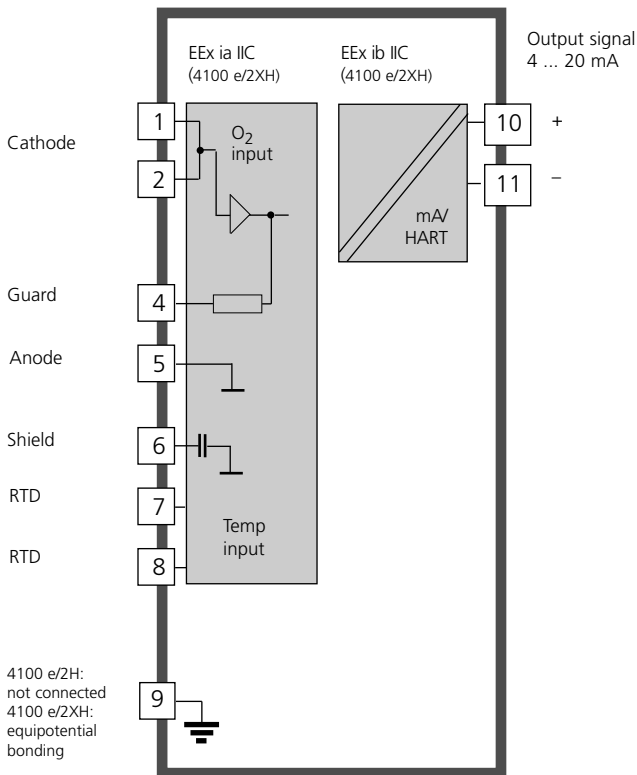 EEx ia IIC
(4100 e/2XH)
EEx ib IIC
(4100 e/2XH)
Output signal
4 ... 20 mA
Cathode
1
2
O2
input
10
+
11
–
mA/
HART
Guard
4
Anode
5
Shield
6
RTD
7
RTD
8
Temp
input
4100 e/2H:
not connected
4100 e/2XH:
equipotential
bonding
9